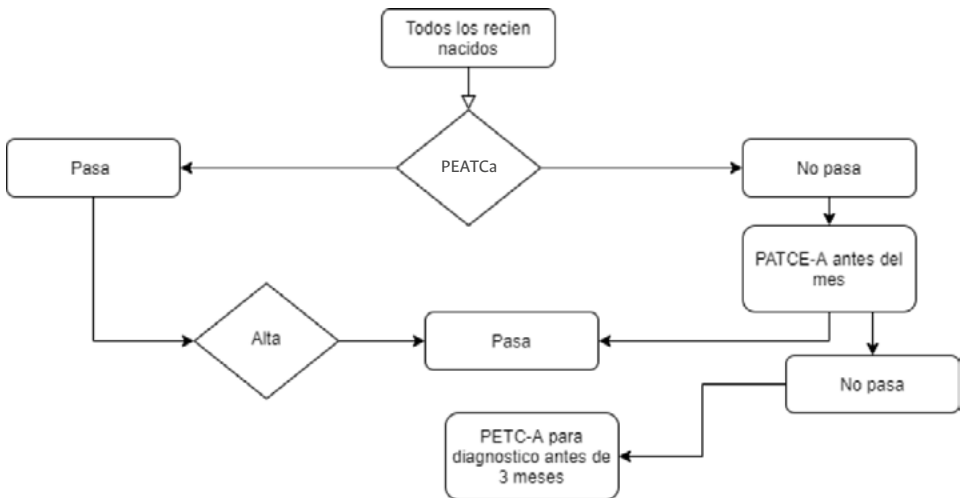 Todos los recien
nacidos
PEATCa
Pasa
No pasa
PATCE-A antes del
mes
Alta
Pasa
No pasa
PETC-A para
diagnostico antes de
3 meses